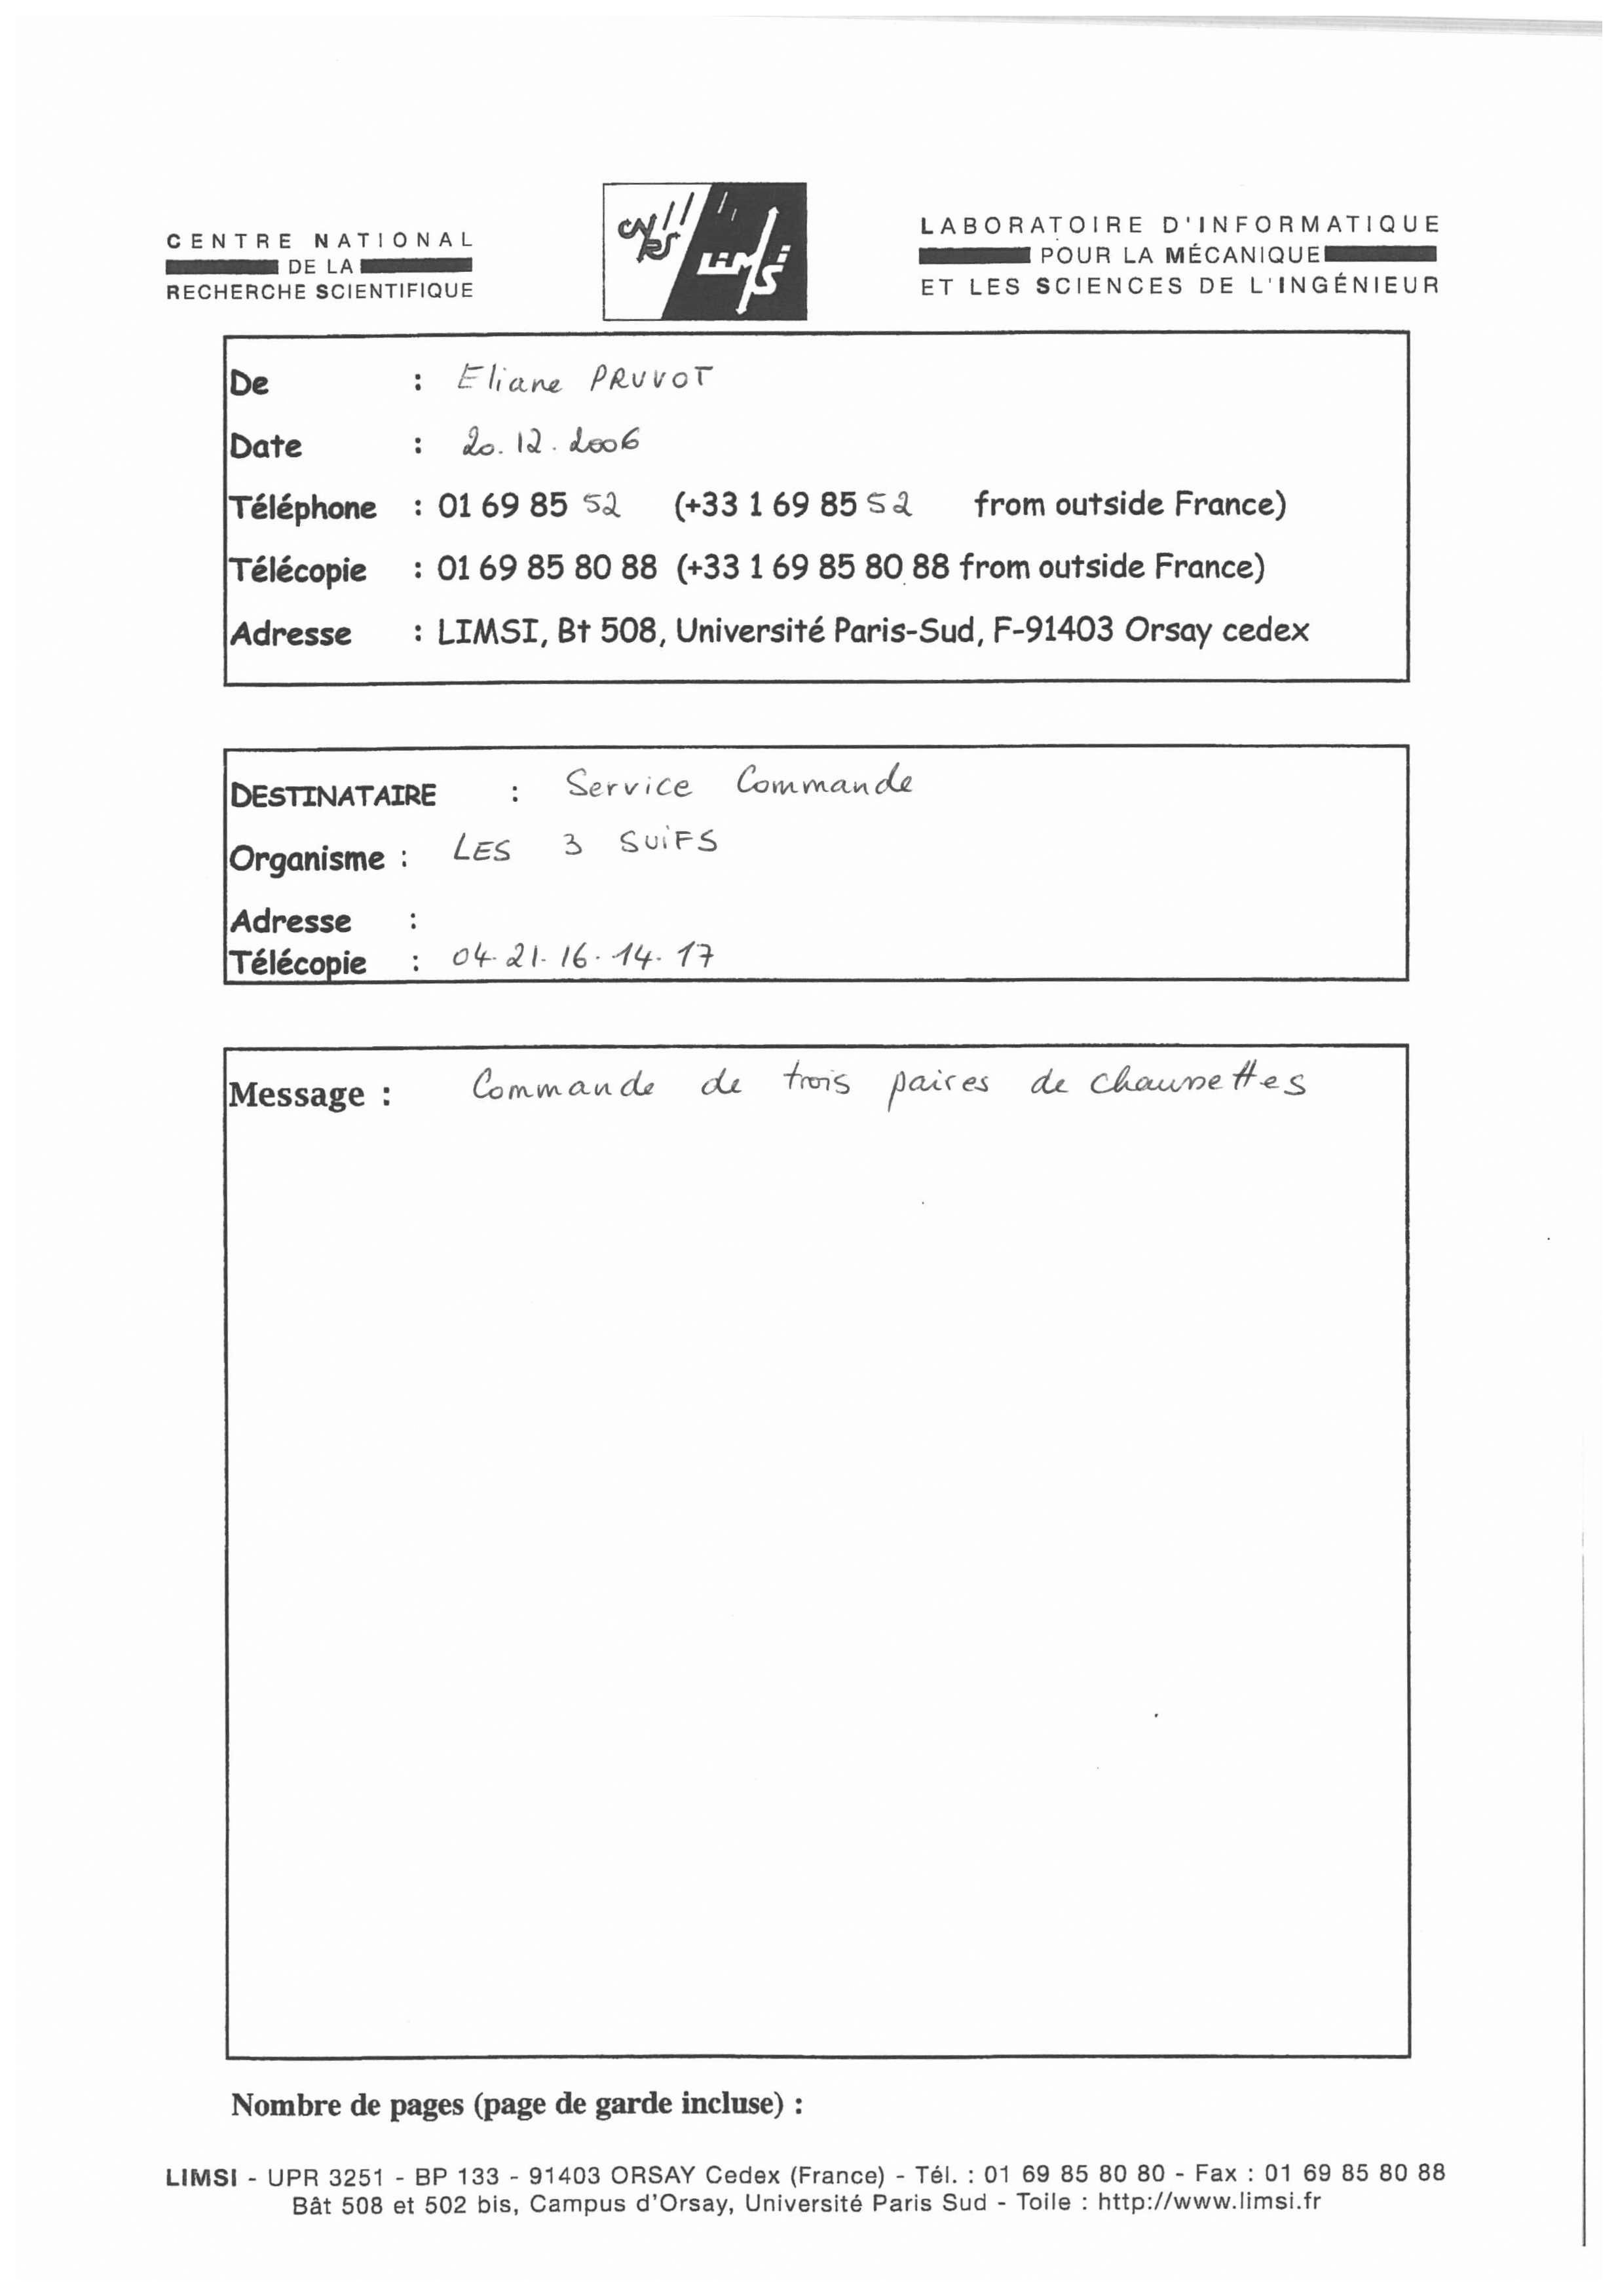 CENTRE NATIONAL
DE LA
RECHERCHE SCIENTIFIQUE
CNRS
LIMSI
LABORATOIRE D'INFORMATIQUE
POUR LA MÉCANIQUE
ET LES SCIENCES DE L'INGÉNIEUR
De : Eliane PRUVOT
Date : 20.12.2006
Téléphone : 01 69 85 52 (+33 1 69 85 52 from outside France)
Télécopie : 01 69 85 80 88 (+33 1 69 85 80 88 from outside France)
Adresse : LIMSI, Bt 508, Université Paris-Sud, F-91403 Orsay cedex
DESTINATAIRE : Service Commande
Organisme : LES 3 SUiFS
Adresse :
Télécopie : 04.21.16.14.17
Message : Commande de trois paires de chaussettes
Nombre de pages (page de garde incluse) :
LIMSI - UPR 3251 - BP 133 - 91403 ORSAY Cedex (France) - Tél. : 01 69 85 80 80 - Fax : 01 69 85 80 88
Bât 508 et 502 bis, Campus d'Orsay, Université Paris Sud - Toile : http://www.limsi.fr